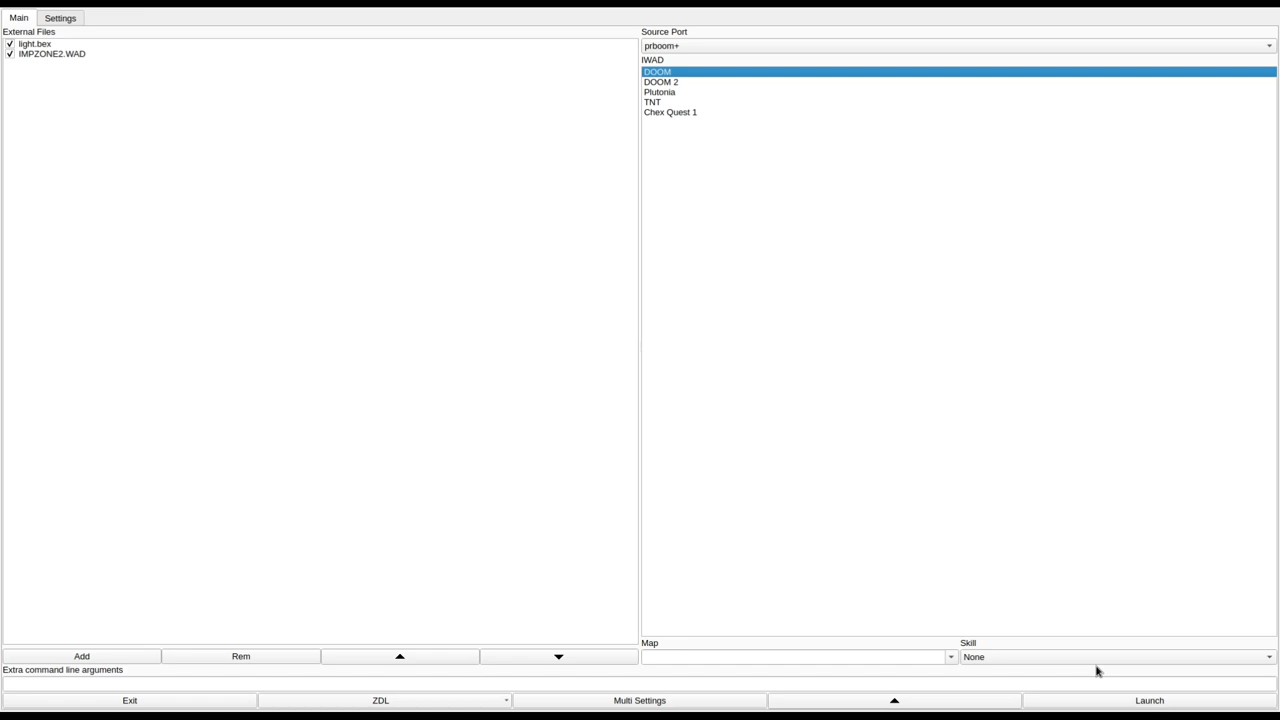 Main
Settings
External Files
light.bex
IMPZONE2.WAD
Source Port
prboom+
IWAD
DOOM
DOOM 2
Plutonia
TNT
Chex Quest 1
Map
Skill
None
Add
Rem
Extra command line arguments
Exit
ZDL
Multi Settings
Launch